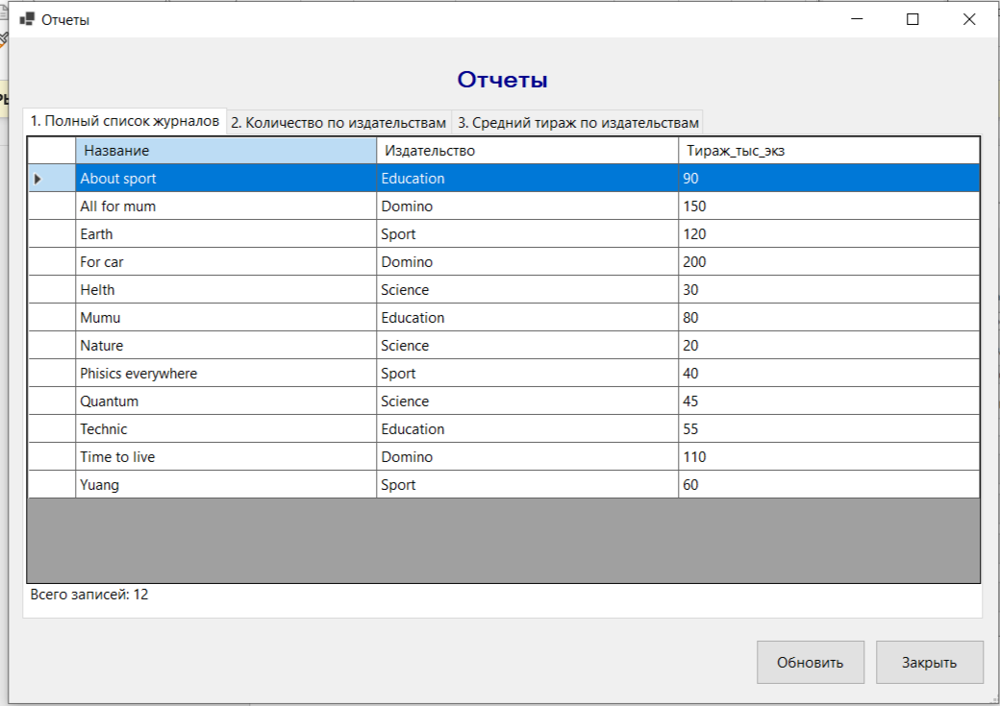 Отчеты
Отчеты
1. Полный список журналов 2. Количество по издательствам 3. Средний тираж по издательствам
Название Издательство Тираж_тыс_экз
About sport Education 90
All for mum Domino 150
Earth Sport 120
For car Domino 200
Helth Science 30
Mumu Education 80
Nature Science 20
Phisics everywhere Sport 40
Quantum Science 45
Technic Education 55
Time to live Domino 110
Yuang Sport 60
Всего записей: 12
Обновить Закрыть